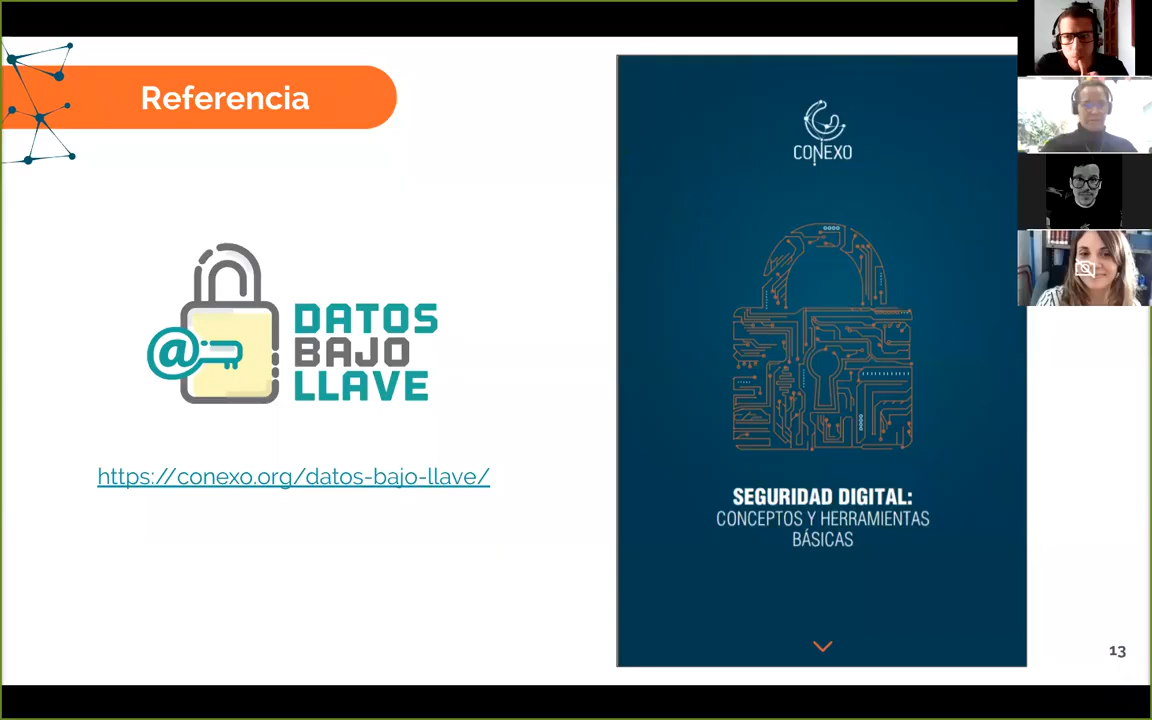 Referencia
DATOS
BAJO
LLAVE
https://conexo.org/datos-bajo-llave/
CONEXO
SEGURIDAD DIGITAL:
CONCEPTOS Y HERRAMIENTAS
BÁSICAS
13